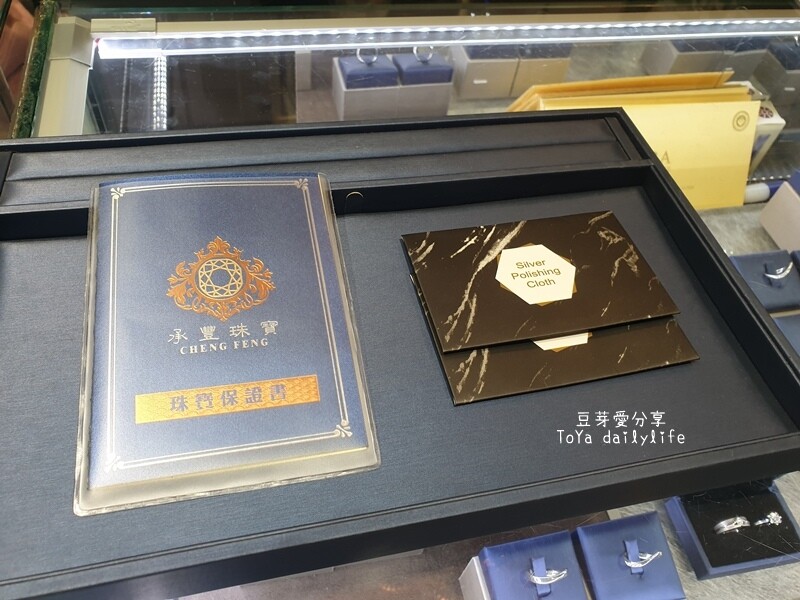 承豐珠寶
CHENG FENG
珠寶保證書
Silver
Polishing
Cloth
豆芽愛分享
ToYa dailylife